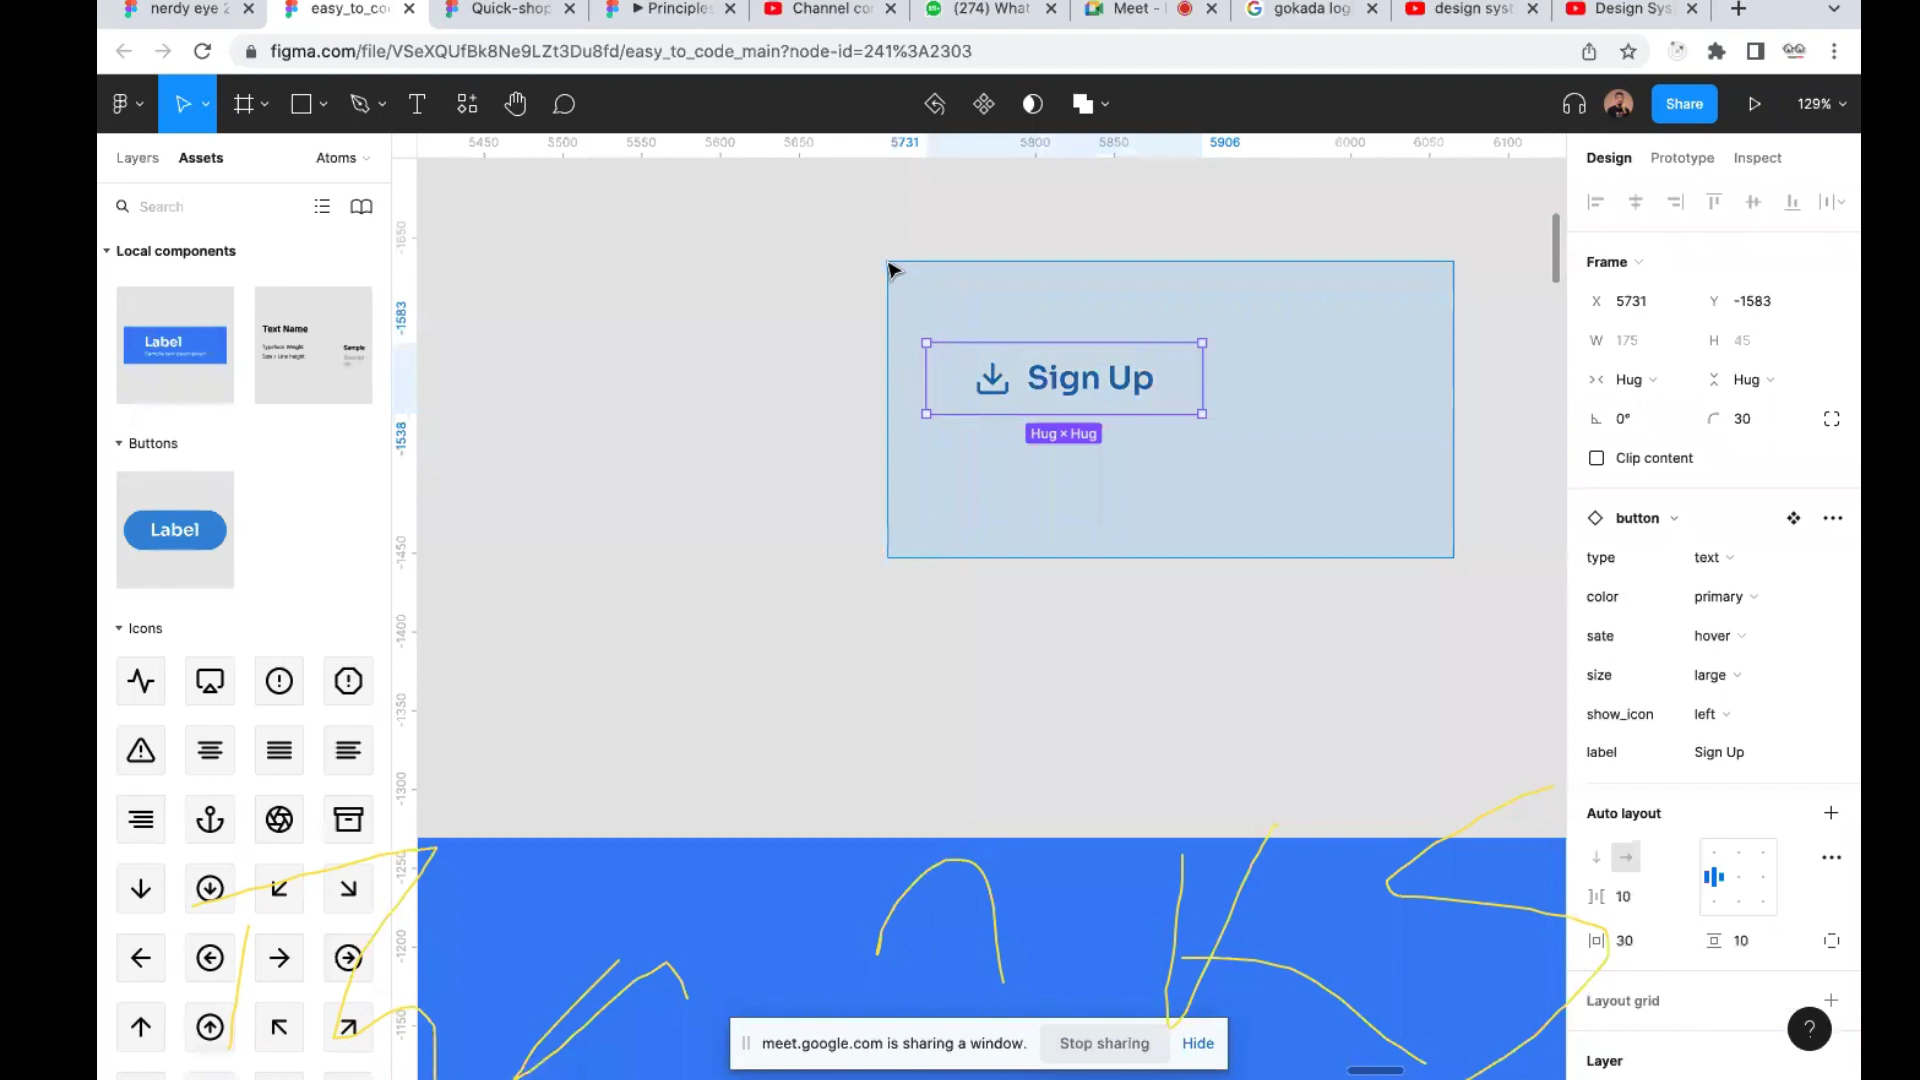 nerdy eye 2
easy_to_co
Quick-shop
Principles
Channel co
(274) What
Meet -
gokada log
design syst
Design Sys
figma.com/file/VSeXQUfBk8Ne9LZt3Du8fd/easy_to_code_main?node-id=241%3A2303
Share
129%
Layers
Assets
Atoms
5450
5500
5550
5600
5650
5731
5800
5850
5906
6000
6050
6100
Design
Prototype
Inspect
Search
Local components
Label
Text Name
Sample
-1650
-1583
-1538
-1450
-1400
-1350
-1300
-1250
-1200
-1150
Sign Up
Hug × Hug
Buttons
Label
Icons
Frame
X 5731
Y -1583
W 175
H 45
Hug
Hug
0°
30
Clip content
button
type text
color primary
sate hover
size large
show_icon left
label Sign Up
Auto layout
10
30
10
Layout grid
Layer
?
meet.google.com is sharing a window.
Stop sharing
Hide